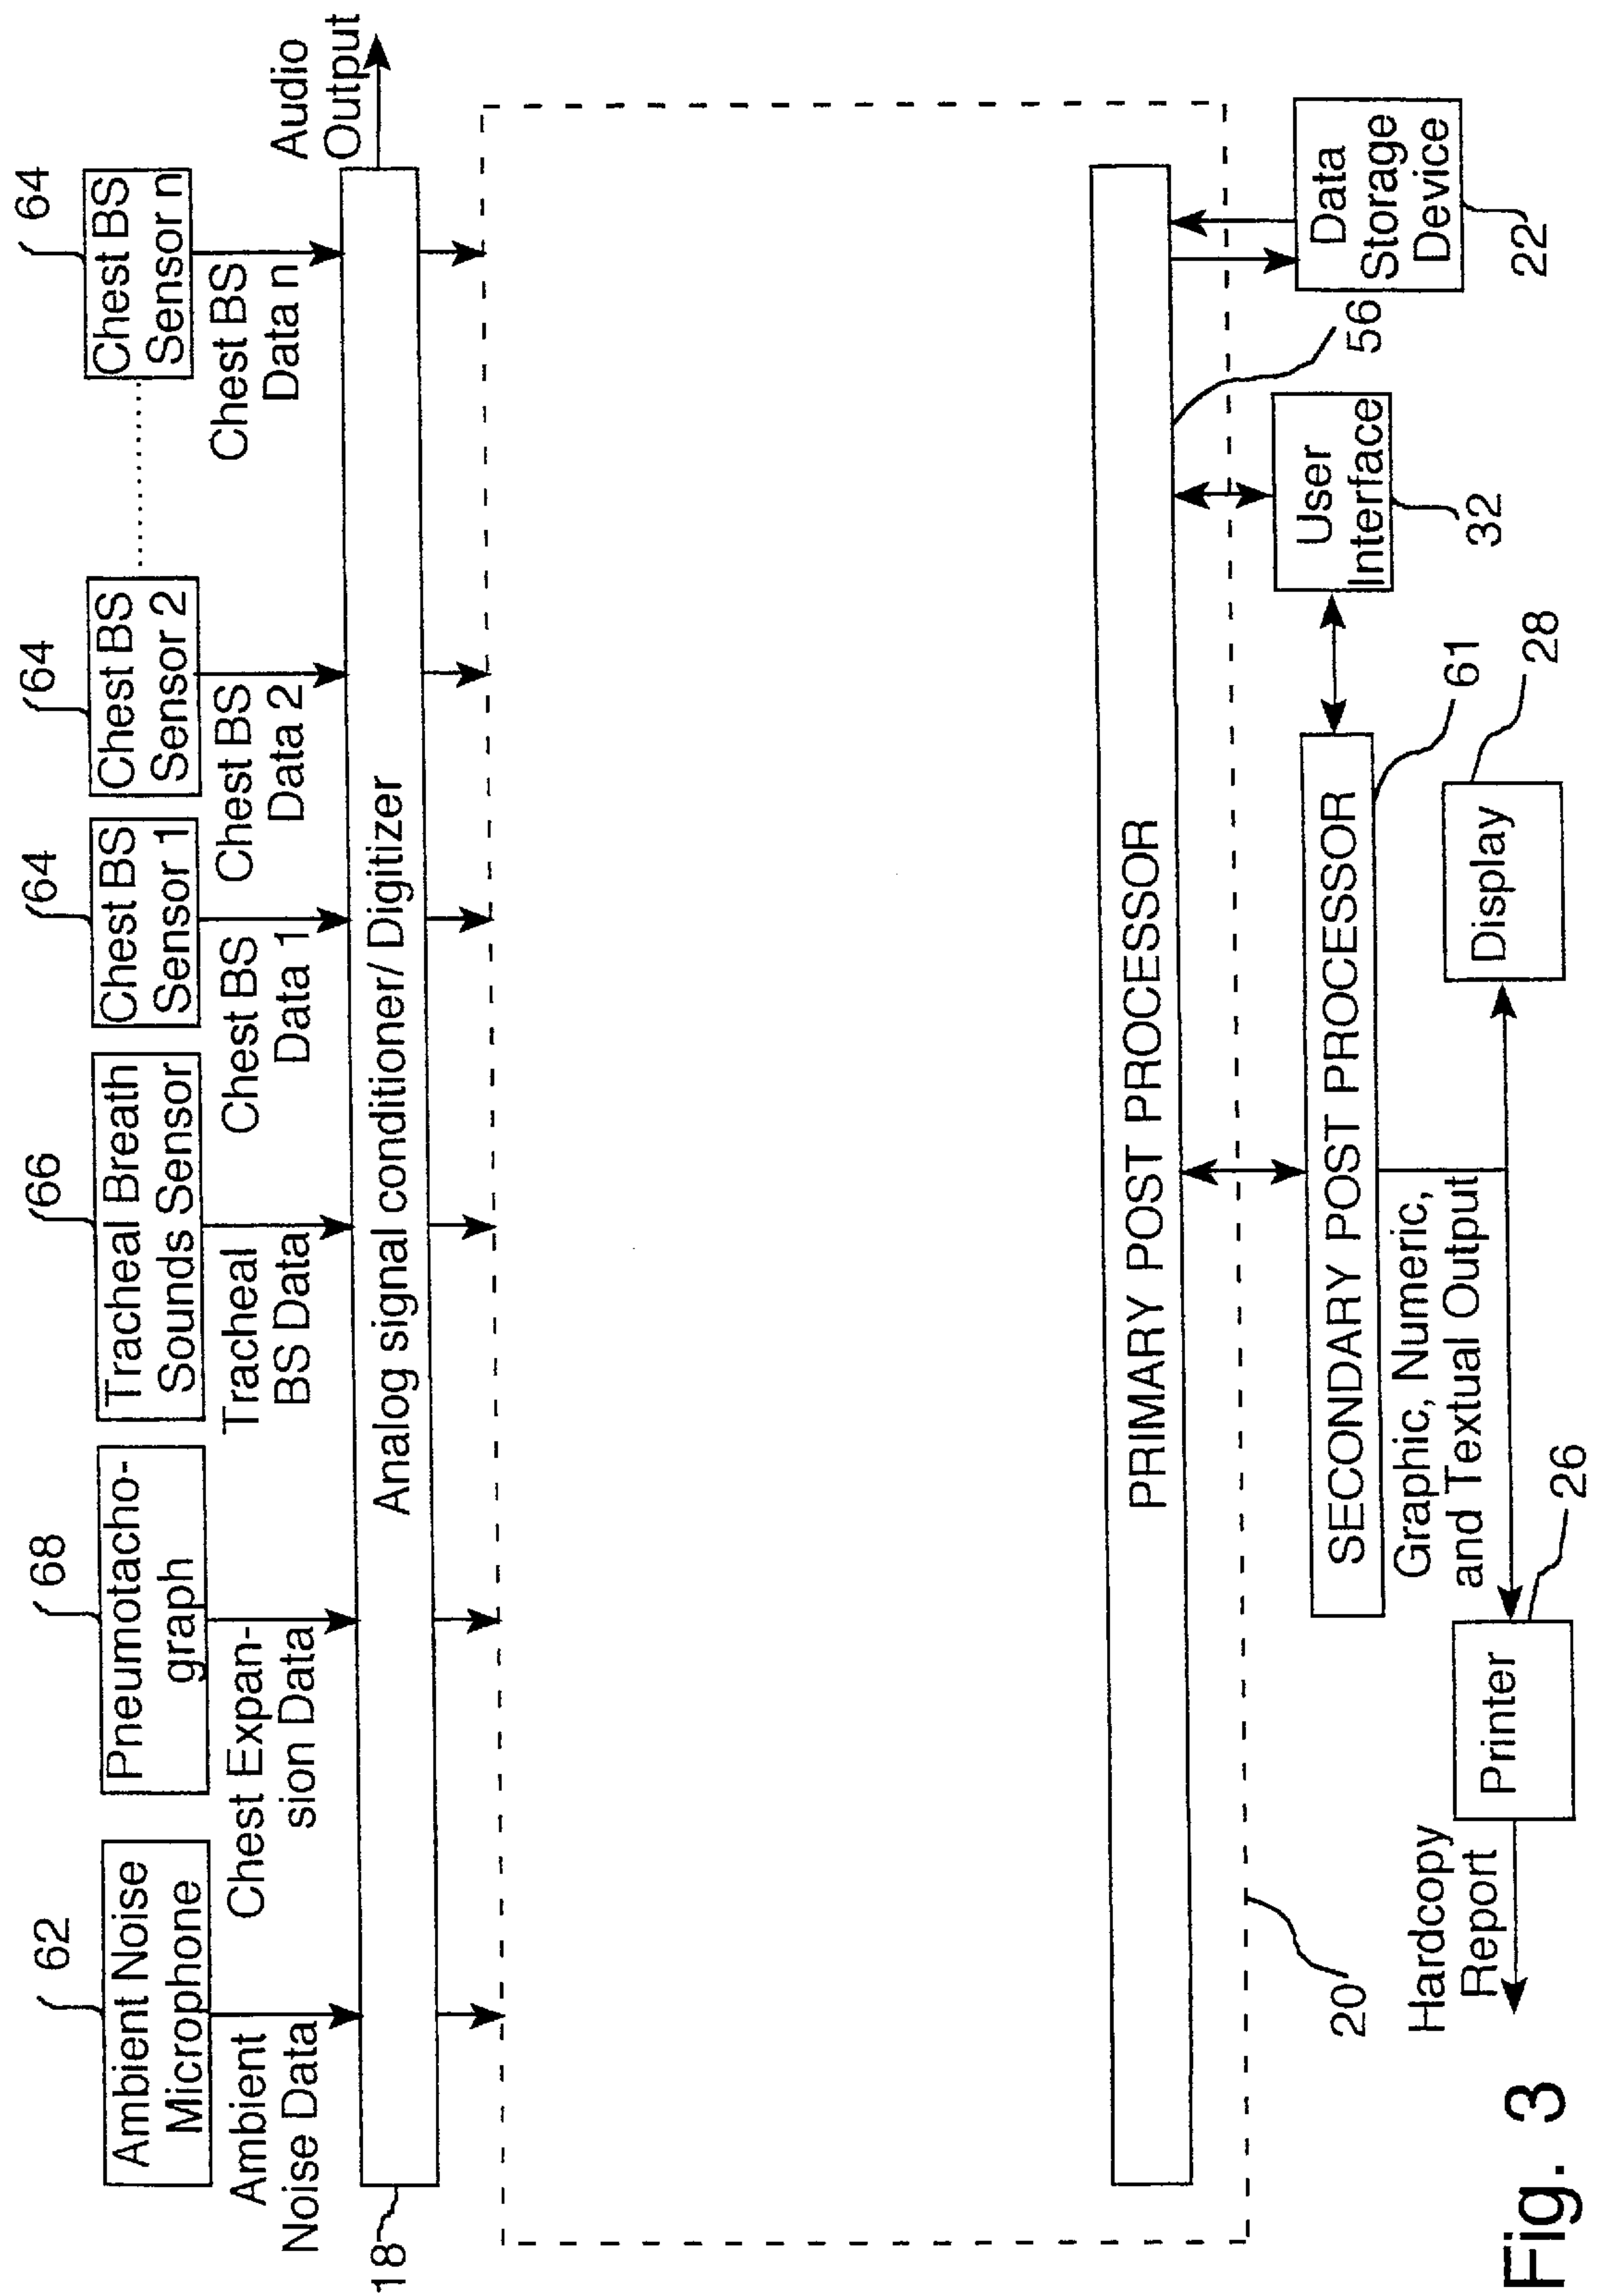 62
68
66
64
64
64
Ambient Noise
Microphone
Pneumotacho-
graph
Tracheal Breath
Sounds Sensor
Chest BS
Sensor 1
Chest BS
Sensor 2
Chest BS
Sensor n
Ambient
Noise Data
Chest Expan-
sion Data
Tracheal
BS Data
Chest BS
Data 1
Chest BS
Data 2
Chest BS
Data n
Audio
Output
18
Analog signal conditioner/ Digitizer
PRIMARY POST PROCESSOR
56
20
SECONDARY POST PROCESSOR
61
User
Interface
32
Data
Storage
Device
22
Graphic, Numeric,
and Textual Output
Hardcopy
Report
Printer
26
Display
28
Fig. 3